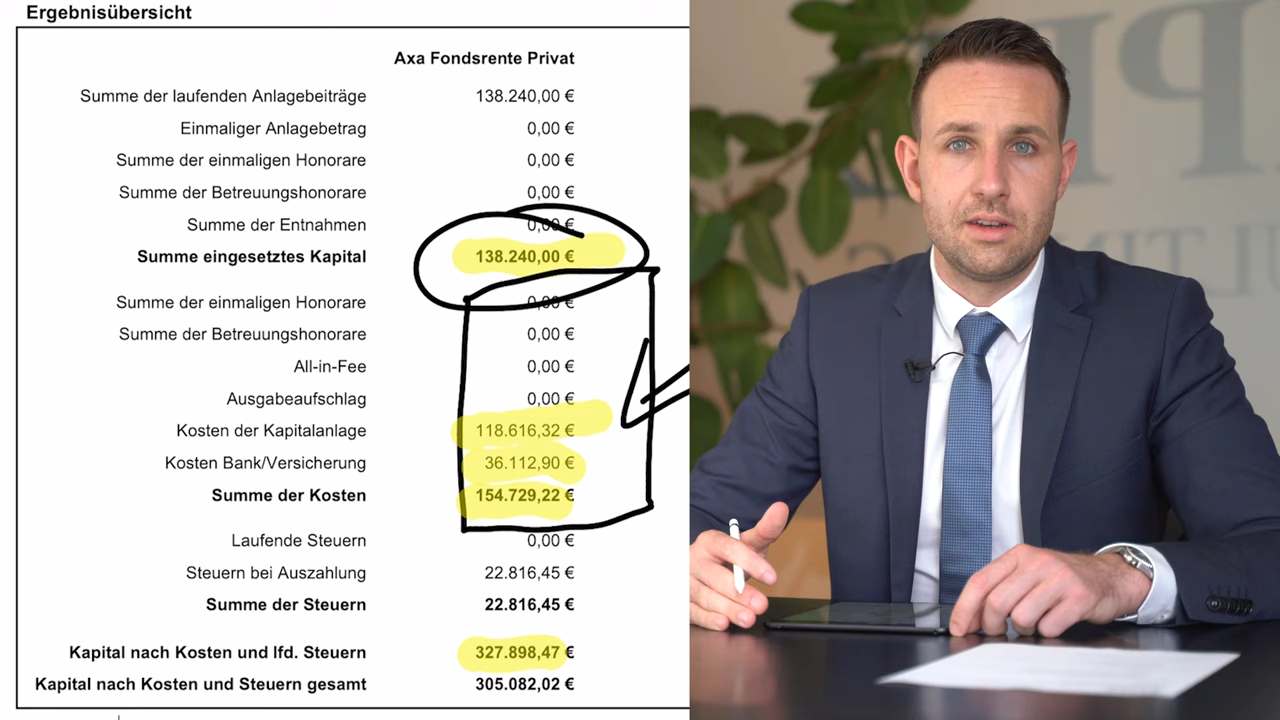 Ergebnisübersicht
Axa Fondsrente Privat
Summe der laufenden Anlagebeiträge 138.240,00 €
Einmaliger Anlagebetrag 0,00 €
Summe der einmaligen Honorare 0,00 €
Summe der Betreuungshonorare 0,00 €
Summe der Entnahmen 0,00 €
Summe eingesetztes Kapital 138.240,00 €
Summe der einmaligen Honorare 0,00 €
Summe der Betreuungshonorare 0,00 €
All-in-Fee 0,00 €
Ausgabeaufschlag 0,00 €
Kosten der Kapitalanlage 118.616,32 €
Kosten Bank/Versicherung 36.112,90 €
Summe der Kosten 154.729,22 €
Laufende Steuern 0,00 €
Steuern bei Auszahlung 22.816,45 €
Summe der Steuern 22.816,45 €
Kapital nach Kosten und lfd. Steuern 327.898,47 €
Kapital nach Kosten und Steuern gesamt 305.082,02 €